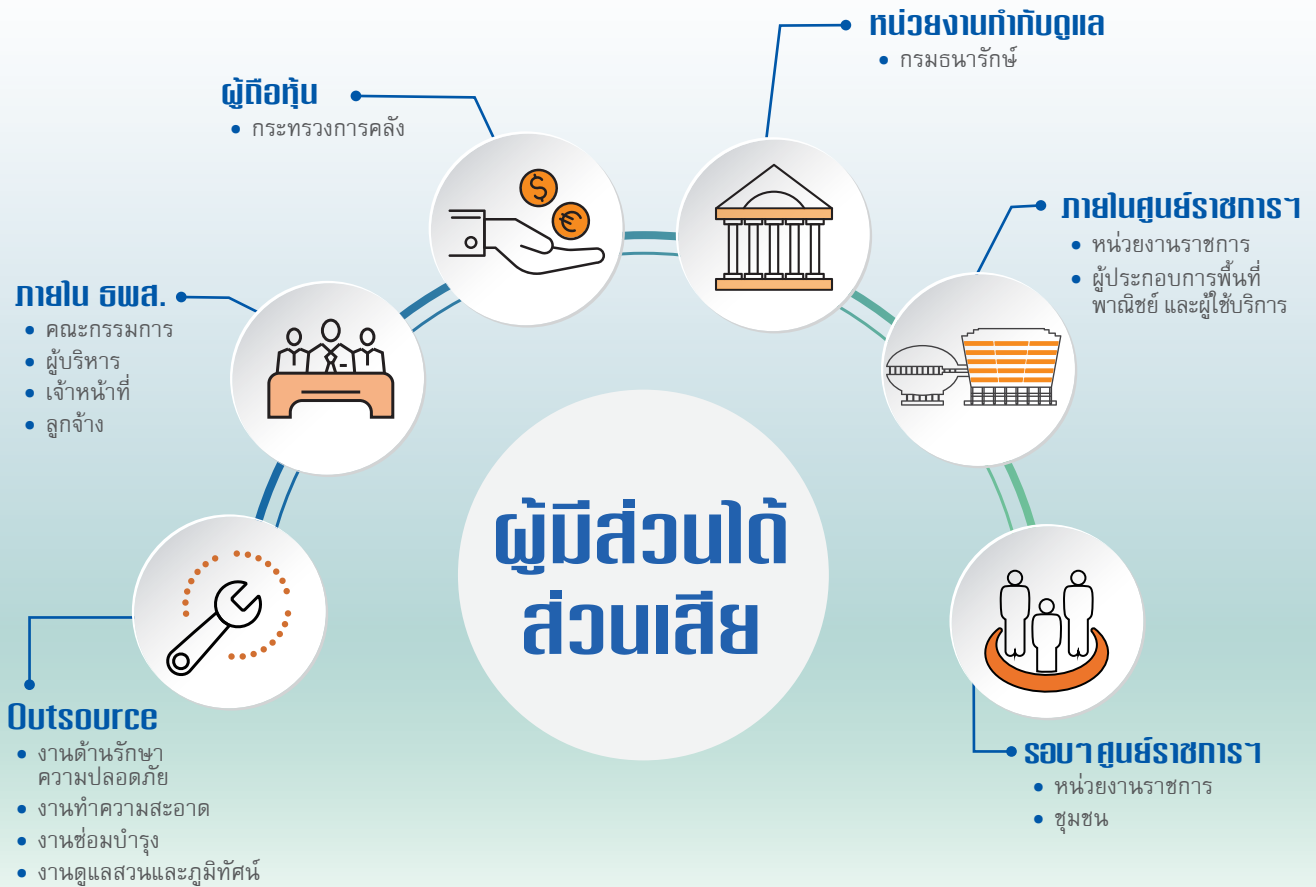 หน่วยงานกำกับดูแล
• กรมธนารักษ์
ผู้ถือหุ้น
• กระทรวงการคลัง
ภายในศูนย์ราชการฯ
• หน่วยงานราชการ
• ผู้ประกอบการพื้นที่
พาณิชย์ และผู้ใช้บริการ
ภายใน ธพส.
• คณะกรรมการ
• ผู้บริหาร
• เจ้าหน้าที่
• ลูกจ้าง
ผู้มีส่วนได้
ส่วนเสีย
Outsource
• งานด้านรักษา
ความปลอดภัย
• งานทำความสะอาด
• งานซ่อมบำรุง
• งานดูแลสวนและภูมิทัศน์
รอบๆ ศูนย์ราชการฯ
• หน่วยงานราชการ
• ชุมชน